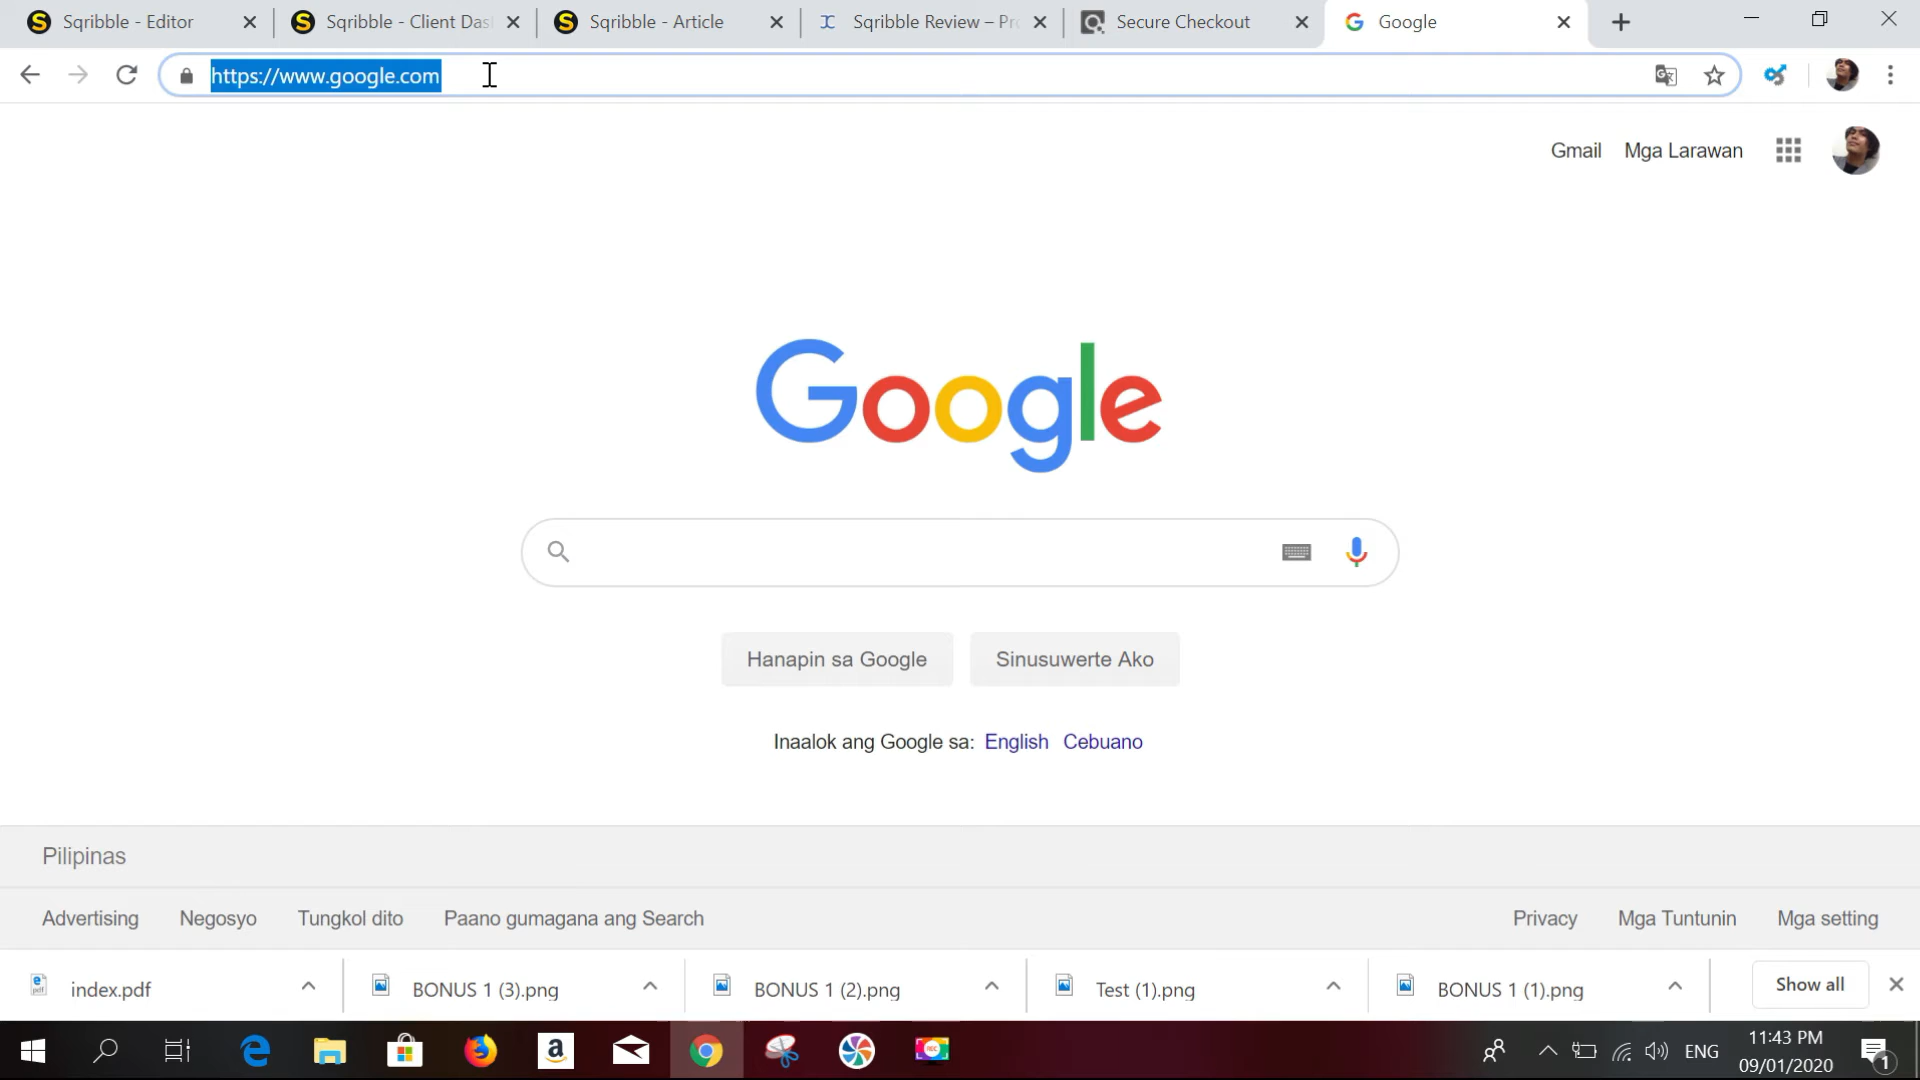 Sqribble - Editor
Sqribble - Client Das
Sqribble - Article
Sqribble Review – Pro
Secure Checkout
Google
https://www.google.com
Gmail
Mga Larawan
Google
Hanapin sa Google
Sinusuwerte Ako
Inaalok ang Google sa: English Cebuano
Pilipinas
Advertising
Negosyo
Tungkol dito
Paano gumagana ang Search
Privacy
Mga Tuntunin
Mga setting
index.pdf
BONUS 1 (3).png
BONUS 1 (2).png
Test (1).png
BONUS 1 (1).png
Show all
ENG
11:43 PM
09/01/2020
1